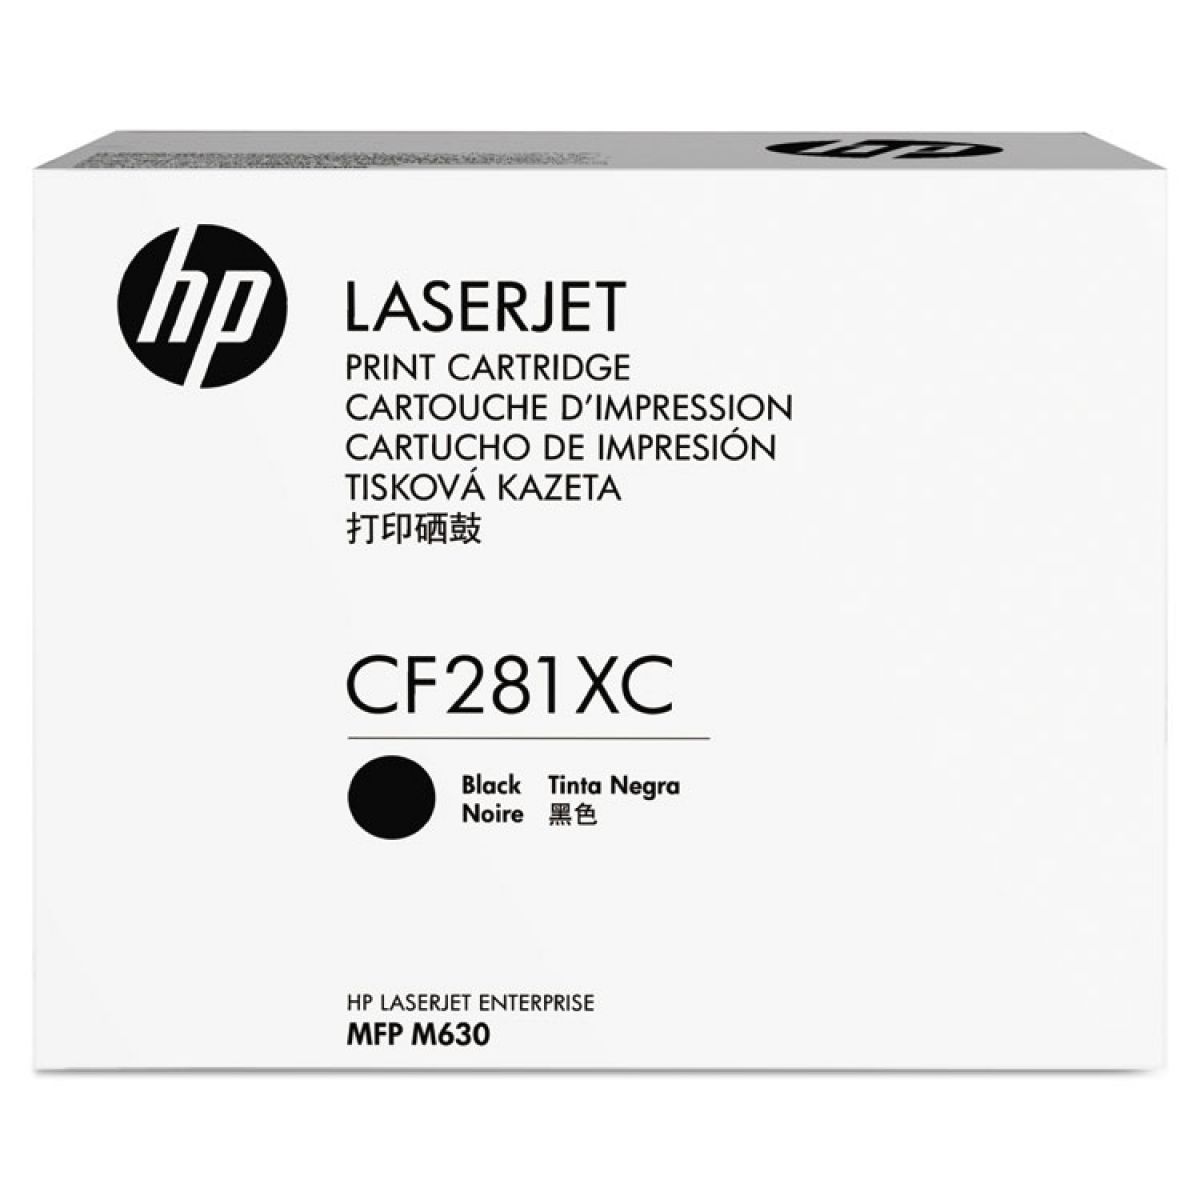 hp
hp
LASERJET
PRINT CARTRIDGE
CARTOUCHE D'IMPRESSION
CARTUCHO DE IMPRESIÓN
TISKOVÁ KAZETA
打印硒鼓
CF281XC
Black Tinta Negra
Noire 黑色
HP LASERJET ENTERPRISE
MFP M630